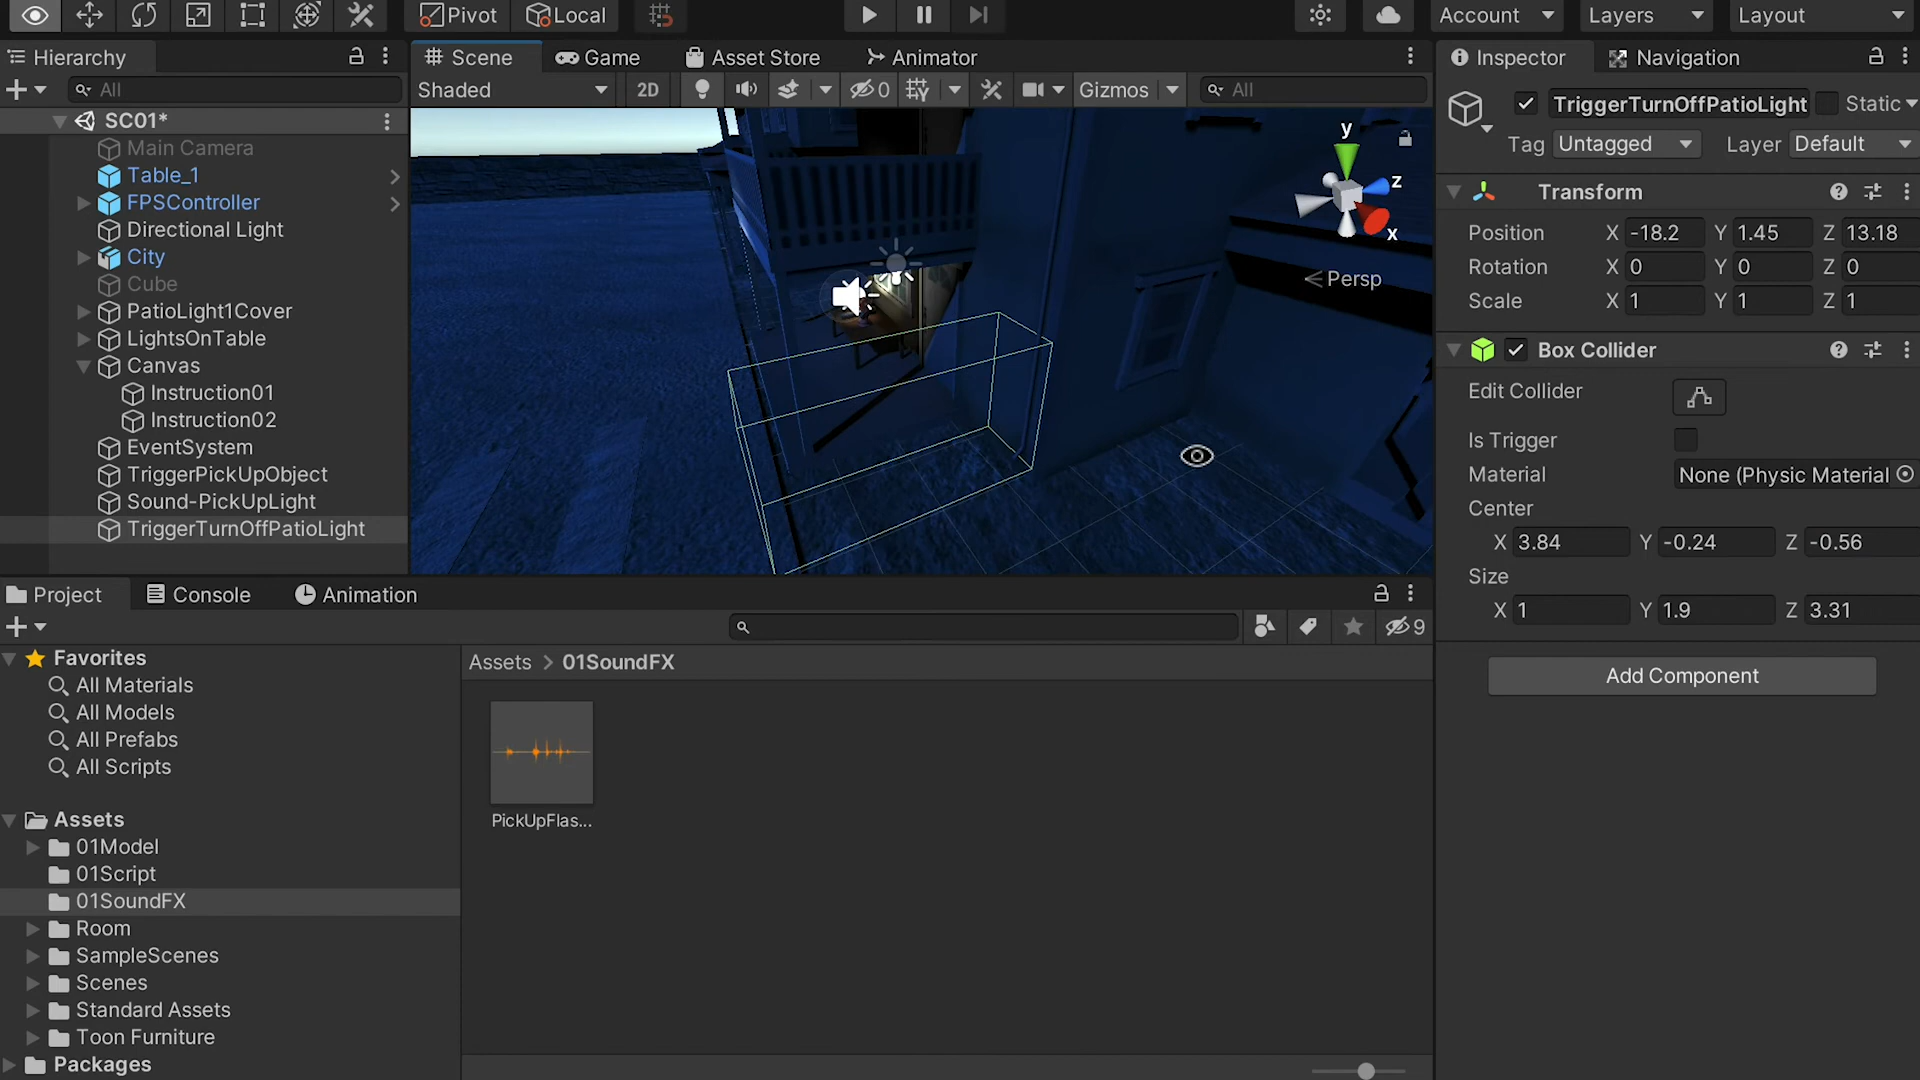 Pivot
Local
Account
Layers
Layout
Hierarchy
Scene
Game
Asset Store
Animator
Inspector
Navigation
All
Shaded
2D
0
Gizmos
All
TriggerTurnOffPatioLight
Static
SC01*
Tag Untagged
Layer Default
Main Camera
Table_1
FPSController
Directional Light
City
Cube
PatioLight1Cover
LightsOnTable
Canvas
Instruction01
Instruction02
EventSystem
TriggerPickUpObject
Sound-PickUpLight
TriggerTurnOffPatioLight
y
z
x
Persp
Transform
Position X -18.2 Y 1.45 Z 13.18
Rotation X 0 Y 0 Z 0
Scale X 1 Y 1 Z 1
Box Collider
Edit Collider
Is Trigger
Material None (Physic Material
Center
X 3.84 Y -0.24 Z -0.56
Size
X 1 Y 1.9 Z 3.31
Add Component
Project
Console
Animation
9
Favorites
All Materials
All Models
All Prefabs
All Scripts
Assets
01Model
01Script
01SoundFX
Room
SampleScenes
Scenes
Standard Assets
Toon Furniture
Packages
Assets > 01SoundFX
PickUpFlas...